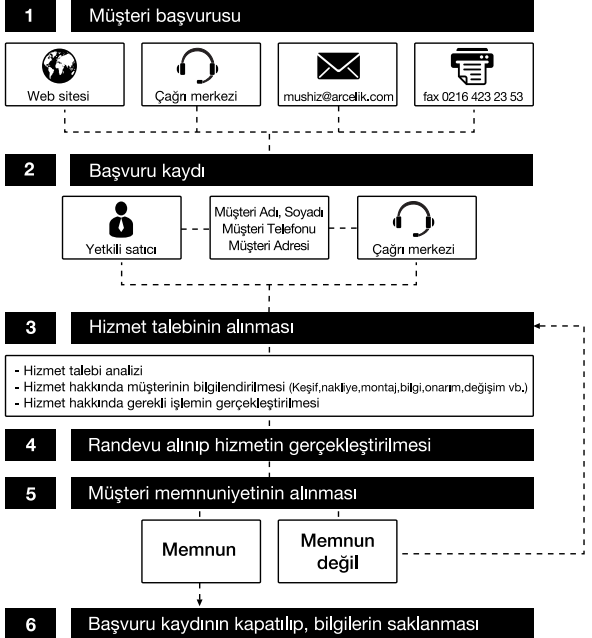 1 Müşteri başvurusu
Web sitesi
Çağrı merkezi
mushiz@arcelik.com
fax 0216 423 23 53
2 Başvuru kaydı
Yetkili satıcı
Müşteri Adı, Soyadı
Müşteri Telefonu
Müşteri Adresi
Çağrı merkezi
3 Hizmet talebinin alınması
- Hizmet talebi analizi
- Hizmet hakkında müşterinin bilgilendirilmesi (Keşif,nakliye,montaj,bilgi,onarım,değişim vb.)
- Hizmet hakkında gerekli işlemin gerçekleştirilmesi
4 Randevu alınıp hizmetin gerçekleştirilmesi
5 Müşteri memnuniyetinin alınması
Memnun
Memnun
değil
6 Başvuru kaydının kapatılıp, bilgilerin saklanması